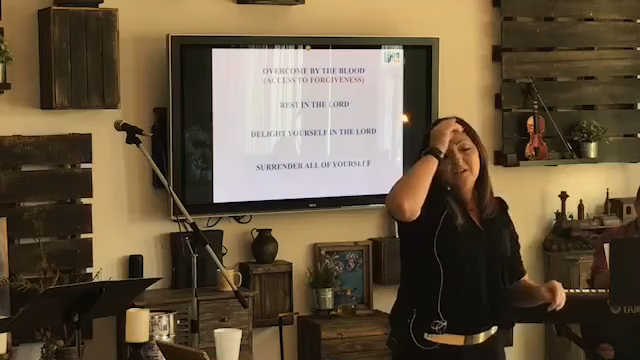 OVERCOME BY THE BLOOD
(ACCESS TO FORGIVENESS)
REST IN THE LORD
DELIGHT YOURSELF IN THE LORD
SURRENDER ALL OF YOURSELF